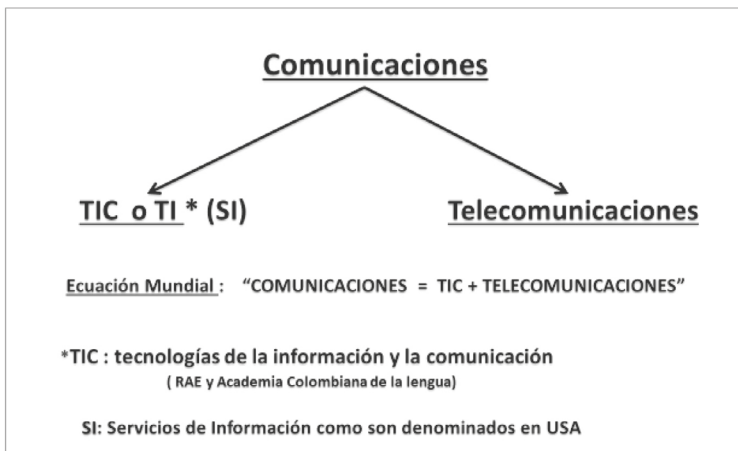 Comunicaciones
TIC o TI * (SI)
Telecomunicaciones
Ecuación Mundial : “COMUNICACIONES = TIC + TELECOMUNICACIONES”
*TIC : tecnologías de la información y la comunicación
( RAE y Academia Colombiana de la lengua)
SI: Servicios de Información como son denominados en USA